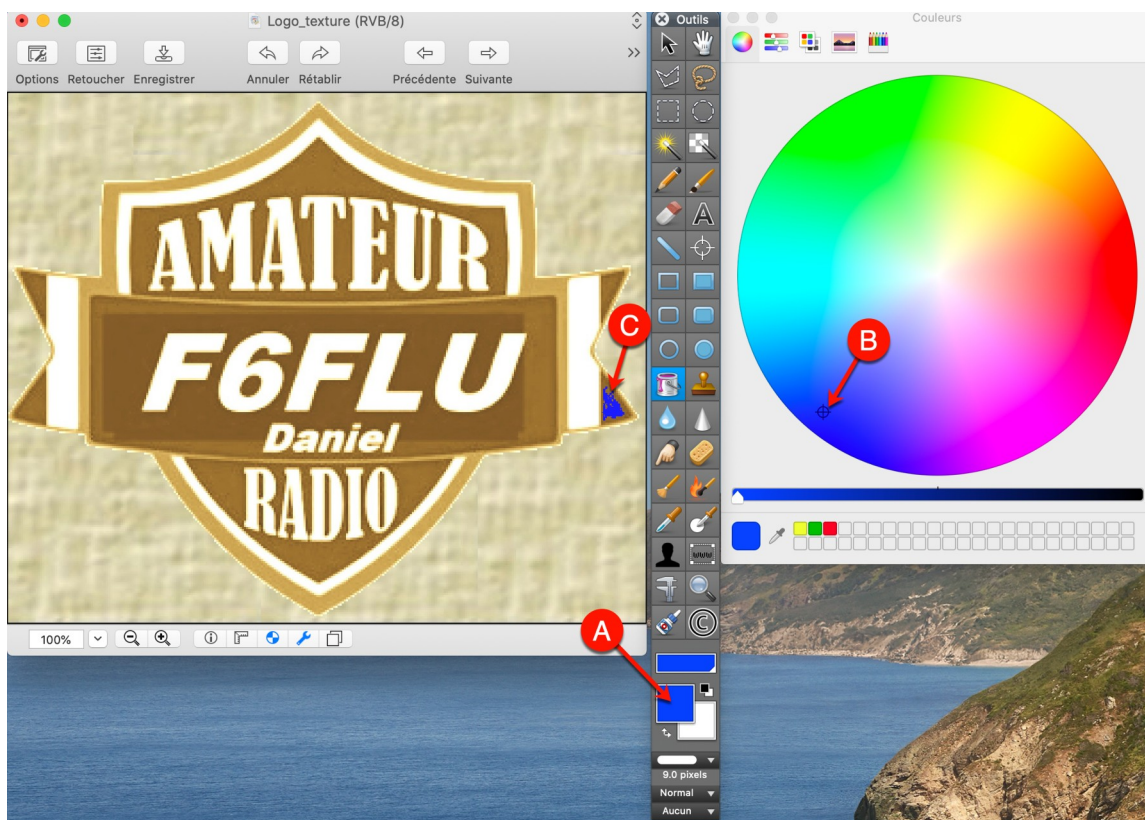 Logo_texture (RVB/8)
Options Retoucher Enregistrer Annuler Rétablir Précédente Suivante
AMATEUR
F6FLU
Daniel
RADIO
C
100%
Outils
A
www
C
9.0 pixels
Normal
Aucun
Couleurs
B